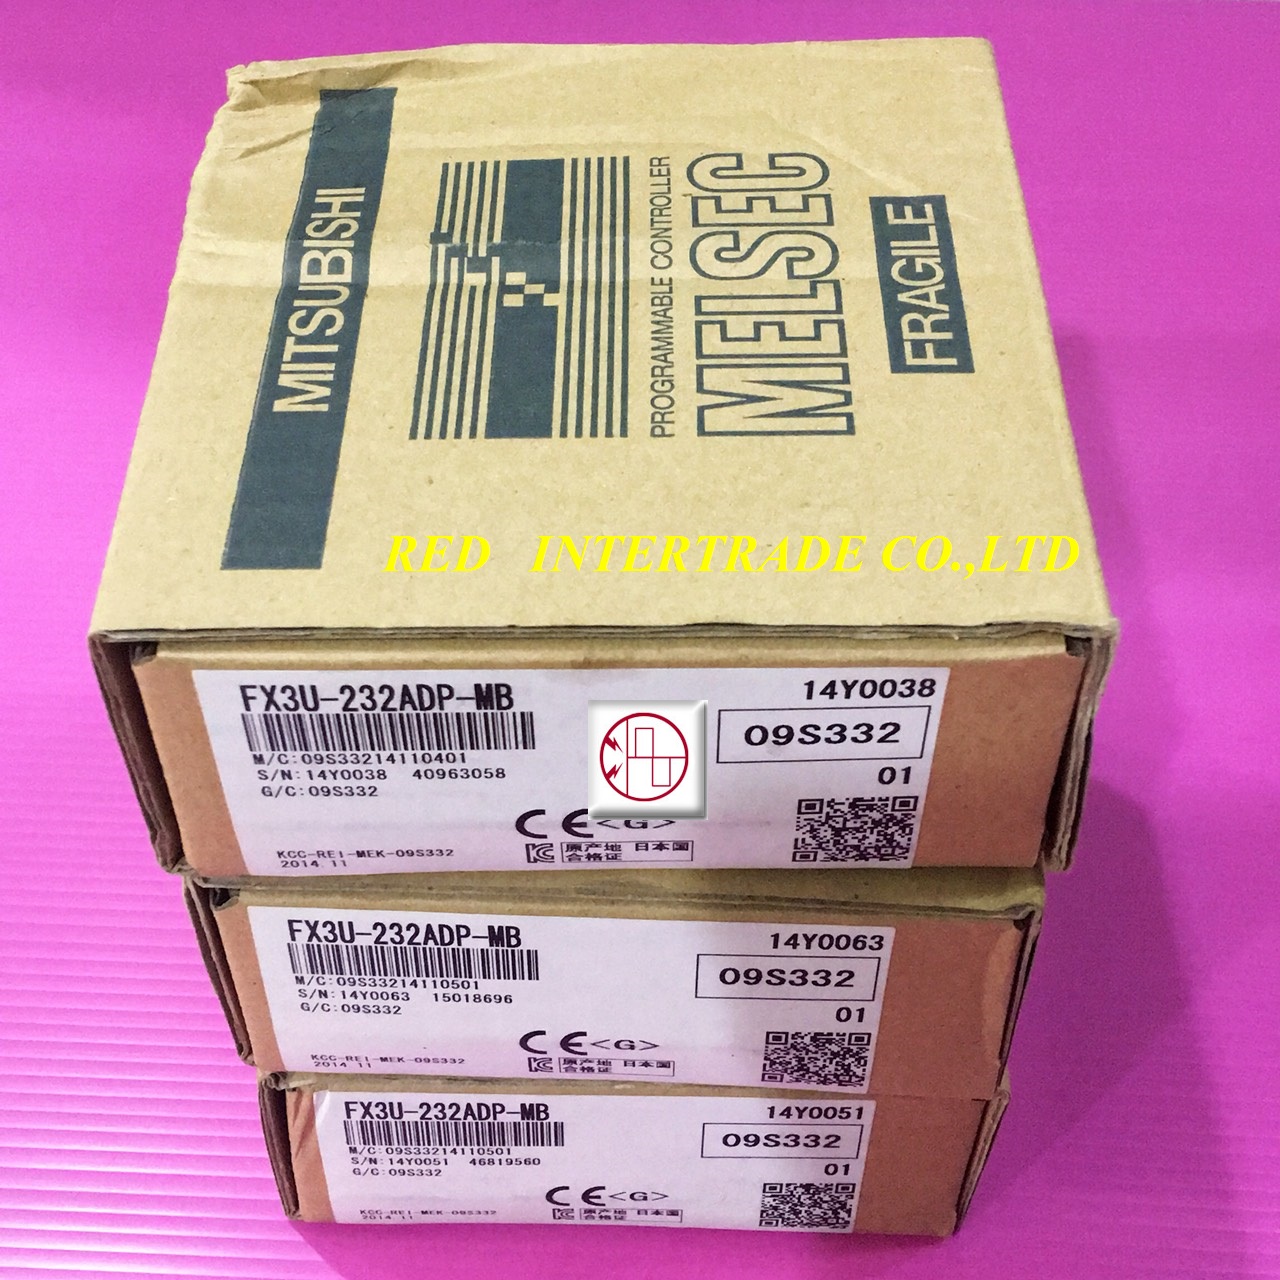 MITSUBISHI
PROGRAMMABLE CONTROLLER
MELSEC
FRAGILE
RED INTERTRADE CO.,LTD
FX3U-232ADP-MB
14Y0038
M/C:09S33214110401
09S332
S/N:14Y0038 40963058
01
G/C:09S332
CE <G>
KCC-REI-MEK-09S332
2014.11
原产地 日本国
合格证
FX3U-232ADP-MB
14Y0063
M/C:09S33214110501
09S332
S/N:14Y0063 15018696
01
G/C:09S332
CE <G>
KCC-REI-MEK-09S332
2014.11
原产地 日本国
合格证
FX3U-232ADP-MB
14Y0051
M/C:09S33214110501
09S332
S/N:14Y0051 46819560
01
G/C:09S332
CE <G>
KCC-REI-MEK-09S332
2014.11
原产地 日本国
合格证